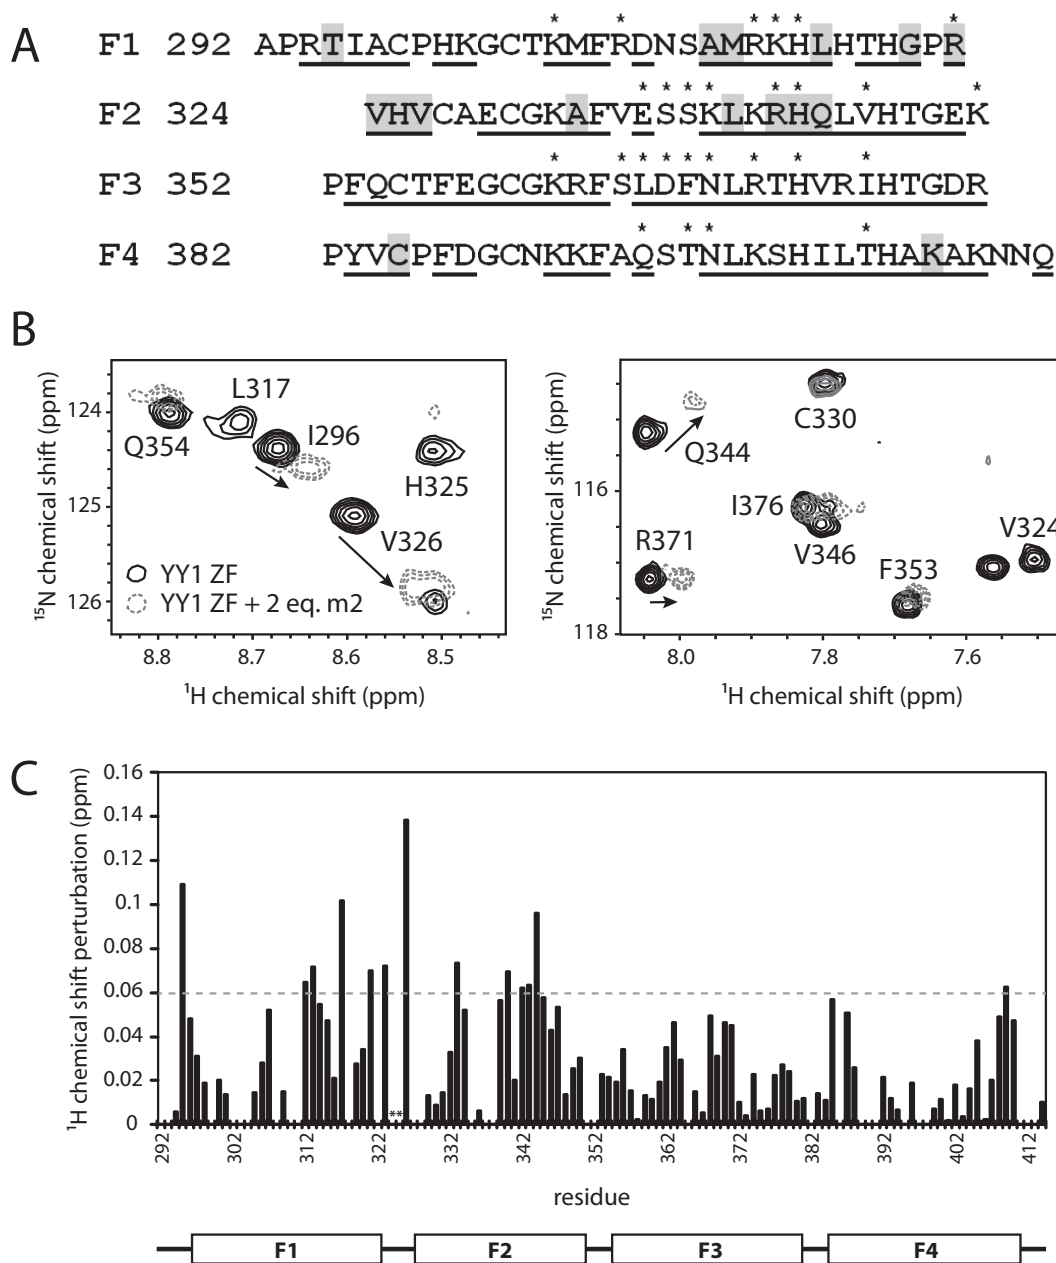 A
* * * * * *
F1 292 APRTIACPHKGCTKMFRDNSAMRKHLHTHGPR
* * * * * * * *
F2 324 VHVCAECGKAFVESSKLKRHQLVHTGEK
* * * * * * * * *
F3 352 PFQCTFEGCGKRFSLDFNLRTHVRIHTGDR
* * * *
F4 382 PYVCPFDGCNKKFAQSTNLKSHILTHAKAKNNQ
B
15N chemical shift (ppm)
124
125
126
Q354
L317
I296
H325
V326
YY1 ZF
YY1 ZF + 2 eq. m2
8.8 8.7 8.6 8.5
1H chemical shift (ppm)
15N chemical shift (ppm)
116
118
Q344
C330
I376
V346
R371
F353
V324
8.0 7.8 7.6
1H chemical shift (ppm)
C
1H chemical shift perturbation (ppm)
0.16
0.14
0.12
0.1
0.08
0.06
0.04
0.02
0
**
292 302 312 322 332 342 352 362 372 382 392 402 412
residue
F1 F2 F3 F4